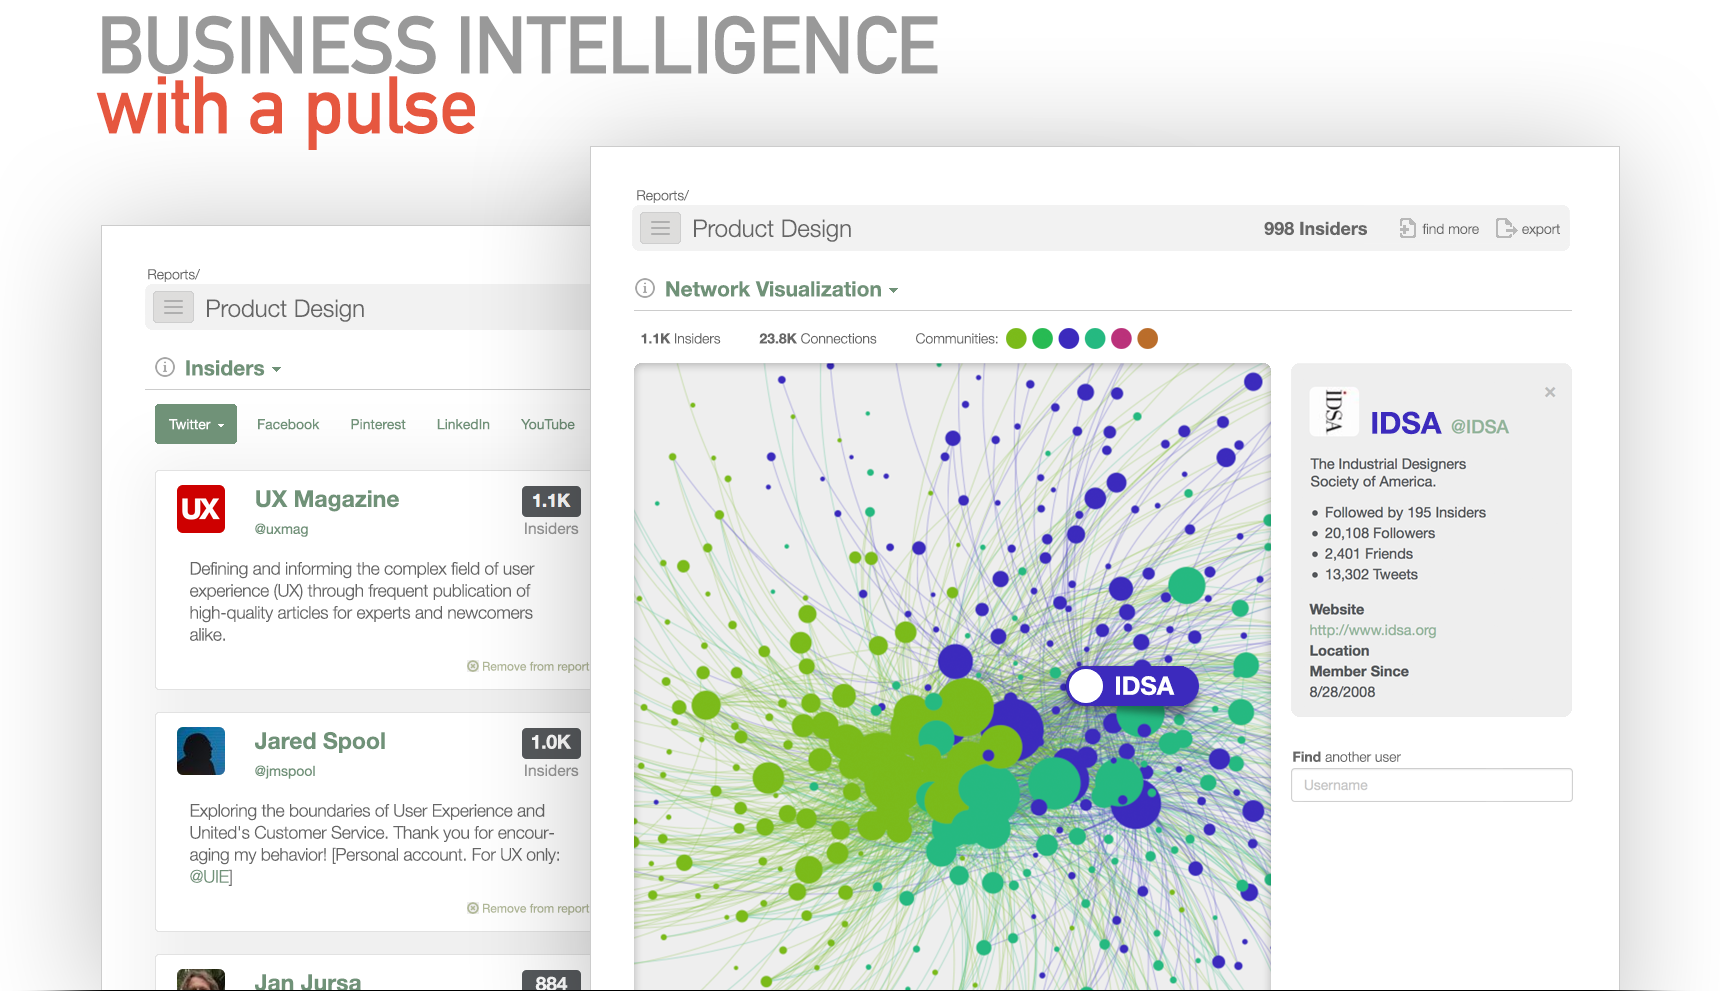 BUSINESS INTELLIGENCE
with a pulse
Reports/
Product Design
Insiders
Twitter Facebook Pinterest LinkedIn YouTube
UX
UX Magazine
@uxmag
1.1K
Insiders
Defining and informing the complex field of user
experience (UX) through frequent publication of
high-quality articles for experts and newcomers
alike.
Remove from report
Jared Spool
@jmspool
1.0K
Insiders
Exploring the boundaries of User Experience and
United's Customer Service. Thank you for encour-
aging my behavior! [Personal account. For UX only:
@UIE]
Remove from report
Jan Jursa
884
Reports/
Product Design
998 Insiders find more export
Network Visualization
1.1K Insiders 23.8K Connections Communities:
IDSA
IDSA
IDSA @IDSA
The Industrial Designers
Society of America.
• Followed by 195 Insiders
• 20,108 Followers
• 2,401 Friends
• 13,302 Tweets
Website
http://www.idsa.org
Location
Member Since
8/28/2008
Find another user
Username